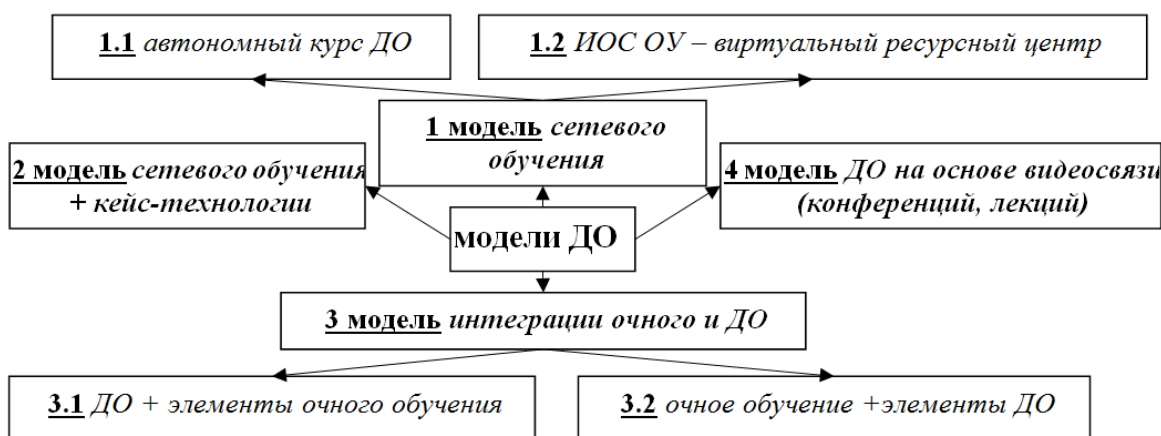 1.1 автономный курс ДО
1.2 ИОС ОУ – виртуальный ресурсный центр
1 модель сетевого
обучения
2 модель сетевого обучения
+ кейс-технологии
4 модель ДО на основе видеосвязи
(конференций, лекций)
модели ДО
3 модель интеграции очного и ДО
3.1 ДО + элементы очного обучения
3.2 очное обучение +элементы ДО